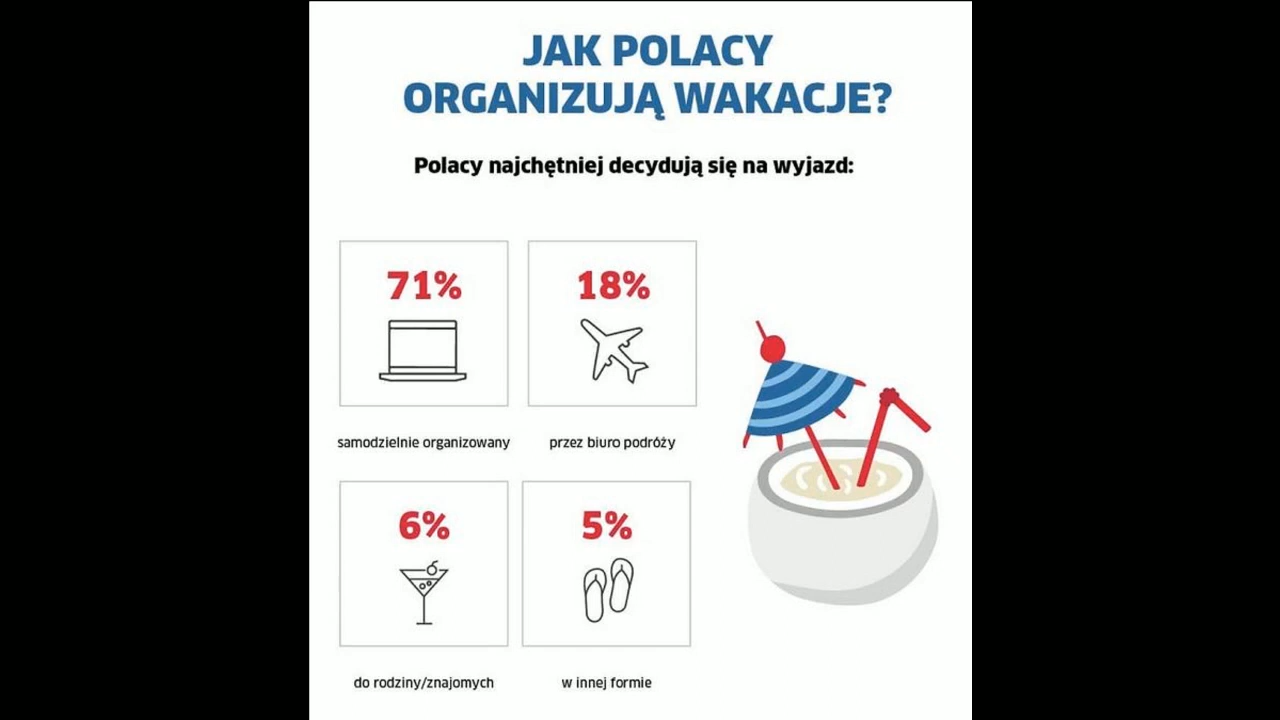 JAK POLACY
ORGANIZUJĄ WAKACJE?
Polacy najchętniej decydują się na wyjazd:
71%
samodzielnie organizowany
18%
przez biuro podróży
6%
do rodziny/znajomych
5%
w innej formie